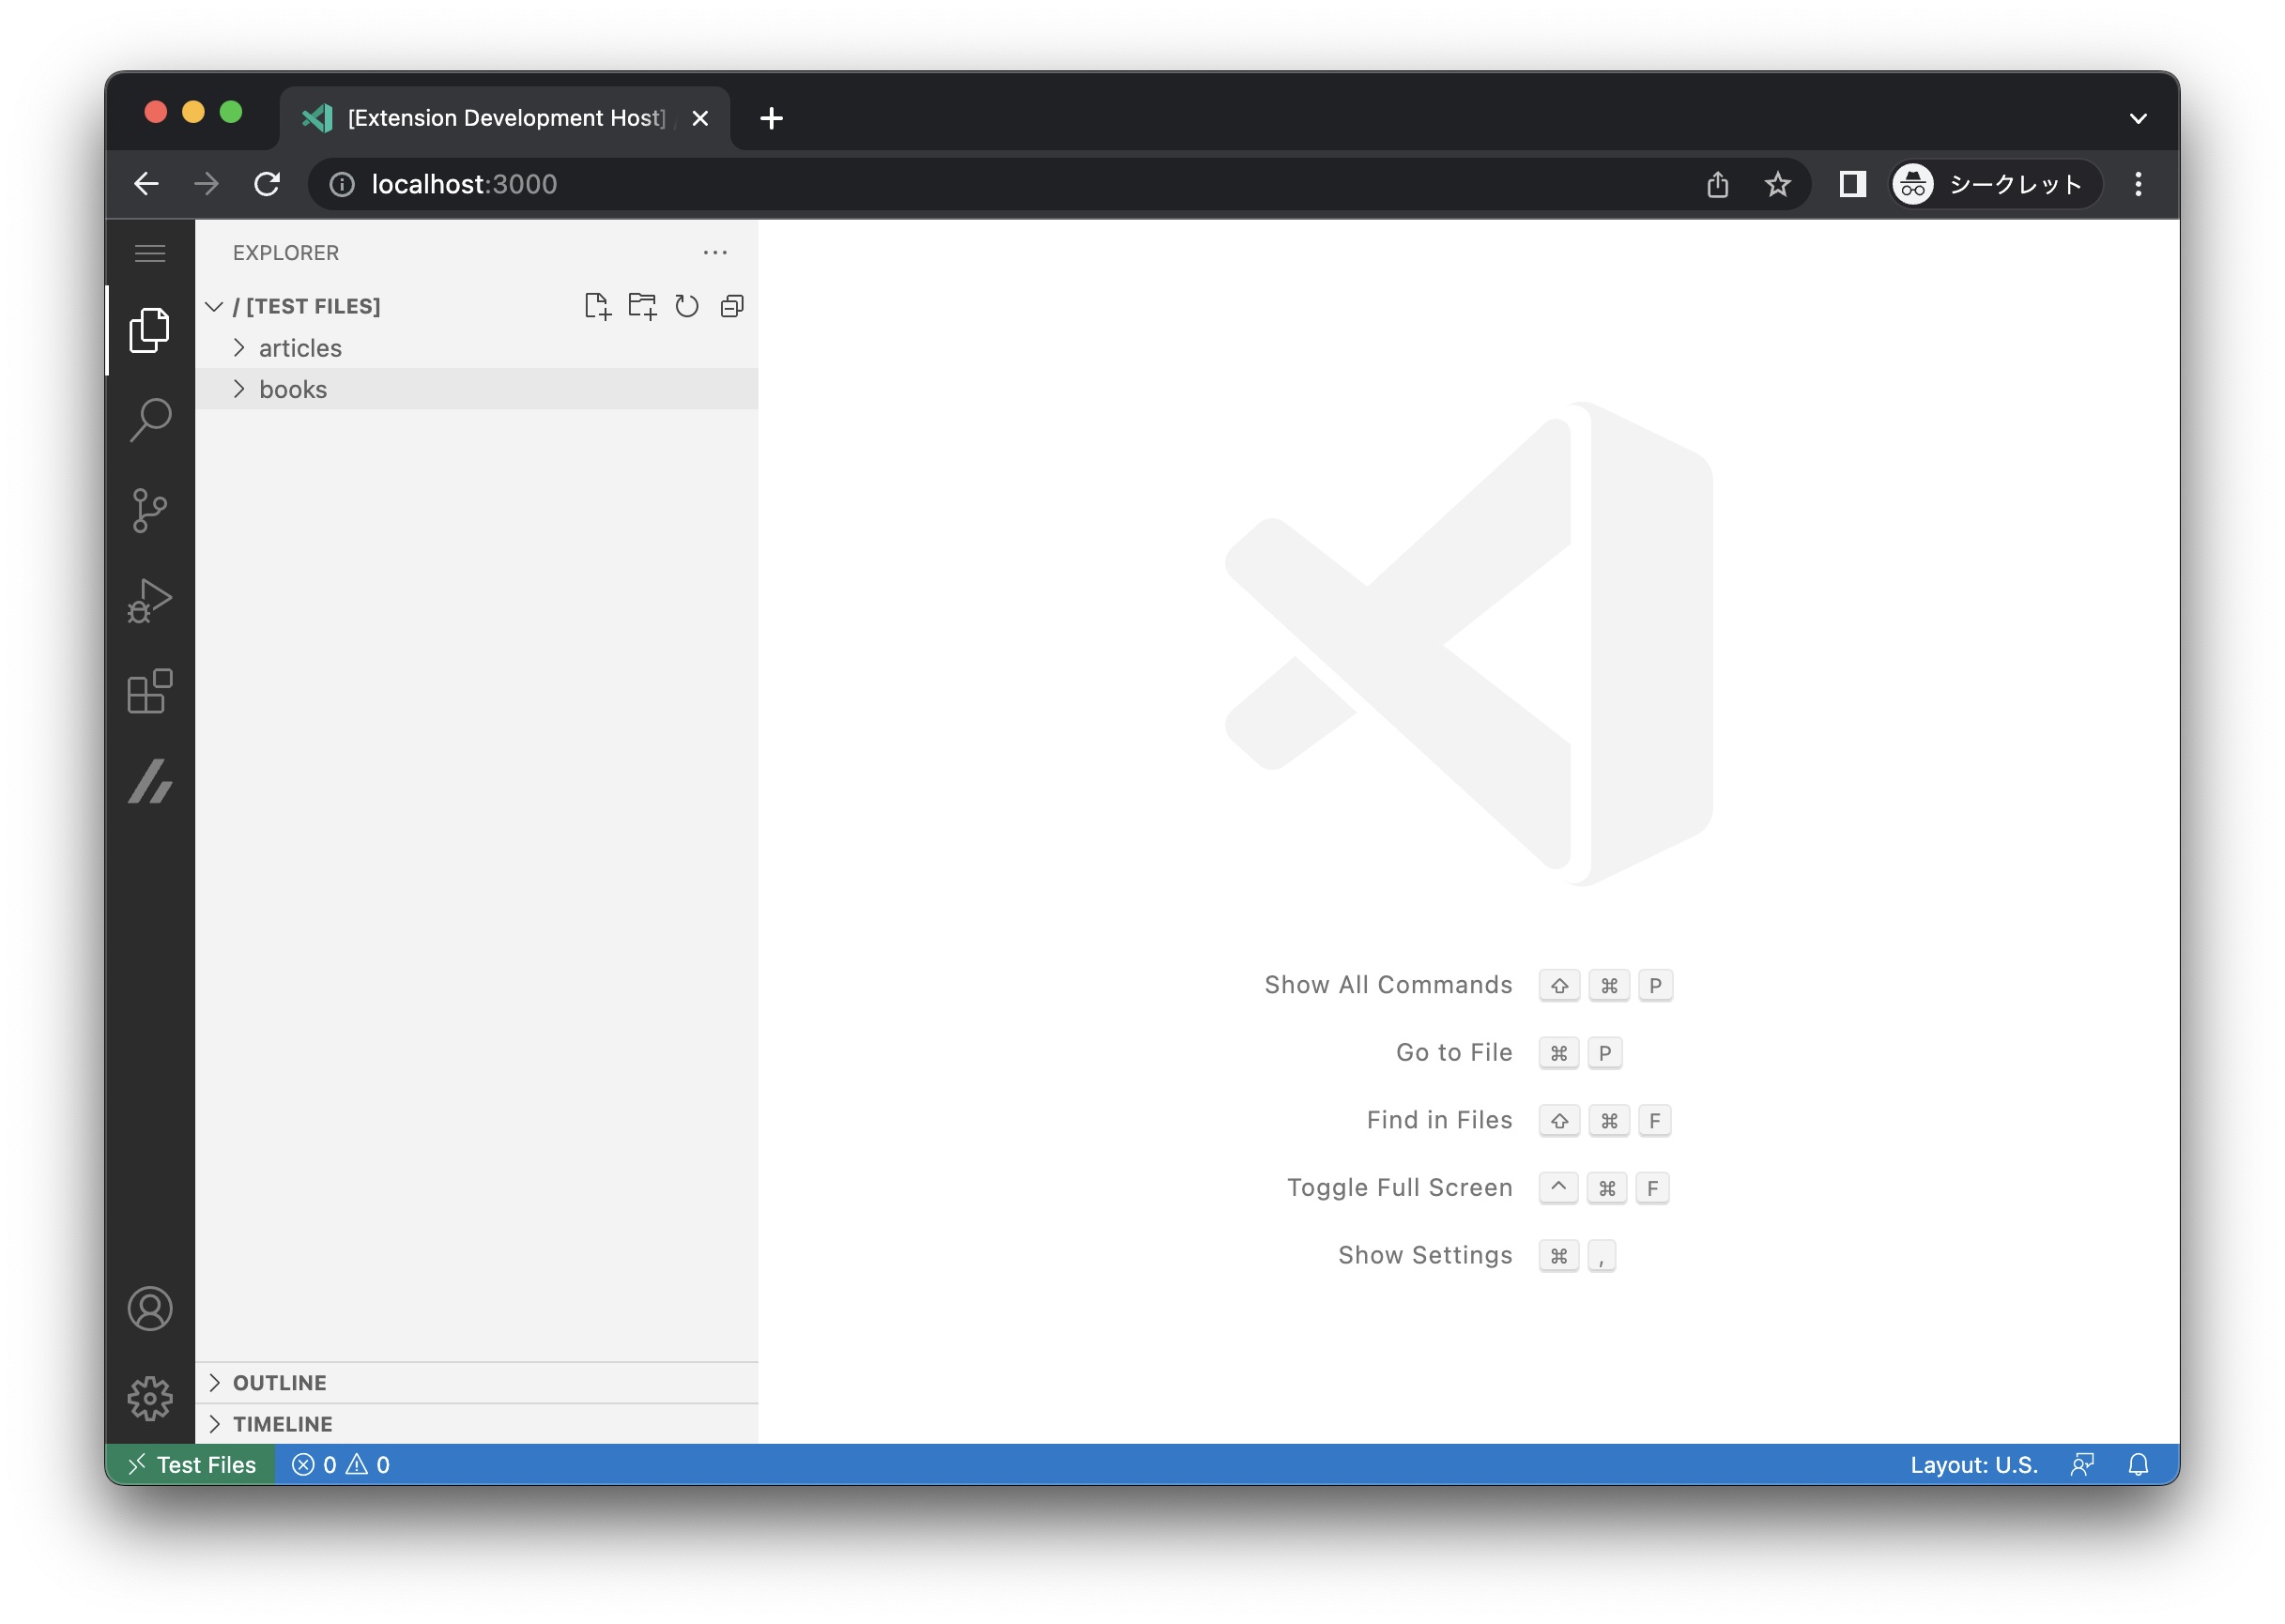 [Extension Development Host]
localhost:3000
シークレット
EXPLORER
/ [TEST FILES]
articles
books
Show All Commands ⇧ ⌘ P
Go to File ⌘ P
Find in Files ⇧ ⌘ F
Toggle Full Screen ^ ⌘ F
Show Settings ⌘ ,
OUTLINE
TIMELINE
Test Files 0 0 Layout: U.S.